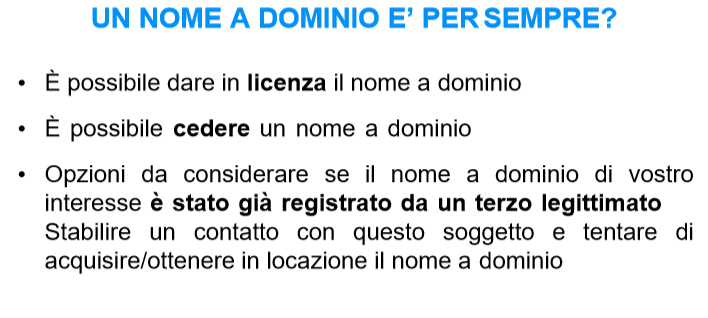 UN NOME A DOMINIO E’ PER SEMPRE?
• È possibile dare in licenza il nome a dominio
• È possibile cedere un nome a dominio
• Opzioni da considerare se il nome a dominio di vostro
interesse è stato già registrato da un terzo legittimato
Stabilire un contatto con questo soggetto e tentare di
acquisire/ottenere in locazione il nome a dominio